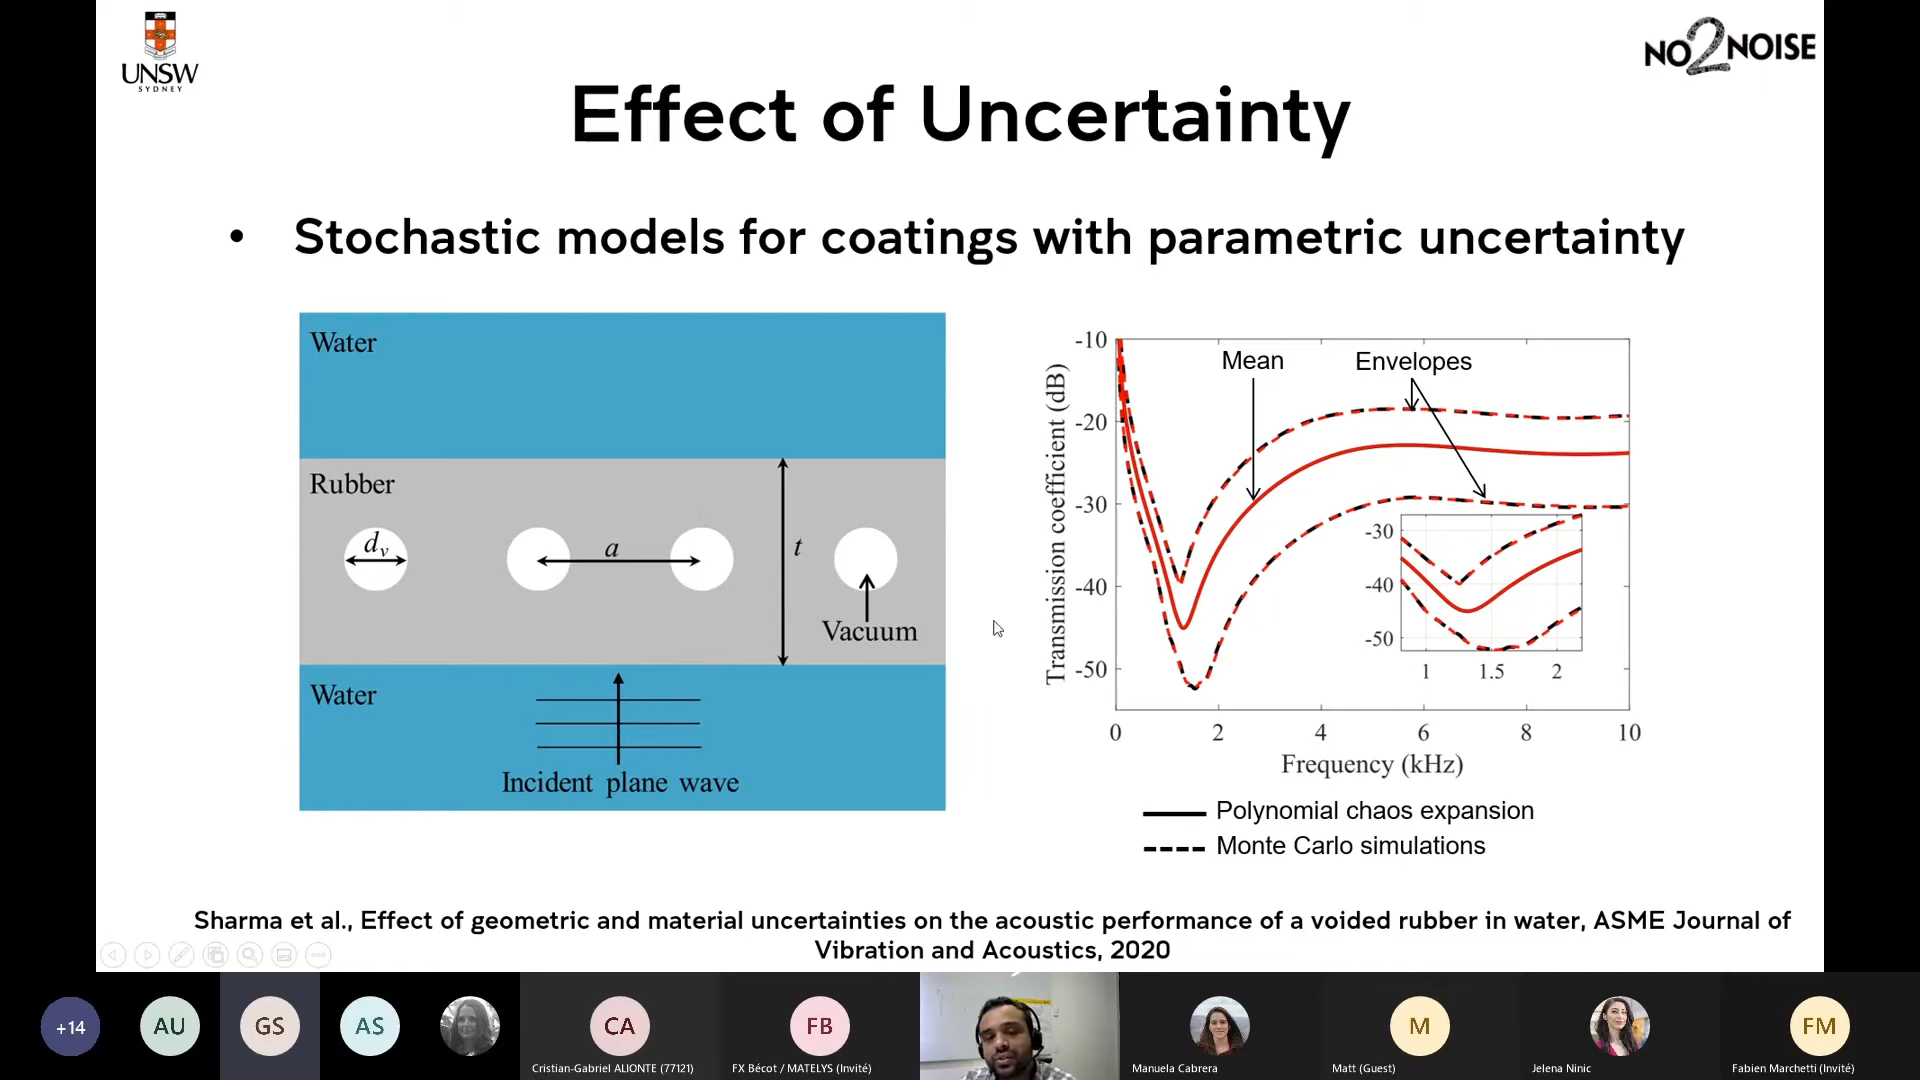 UNSW
SYDNEY
NO2NOISE
Effect of Uncertainty
• Stochastic models for coatings with parametric uncertainty
Water
Rubber
dv
a
t
Vacuum
Water
Incident plane wave
Transmission coefficient (dB)
-10
-20
-30
-40
-50
Mean
Envelopes
-30
-40
-50
1 1.5 2
0 2 4 6 8 10
Frequency (kHz)
Polynomial chaos expansion
Monte Carlo simulations
Sharma et al., Effect of geometric and material uncertainties on the acoustic performance of a voided rubber in water, ASME Journal of
Vibration and Acoustics, 2020
+14
AU
GS
AS
CA
Cristian-Gabriel ALIONTE (77121)
FB
FX Bécot / MATELYS (Invité)
Manuela Cabrera
M
Matt (Guest)
Jelena Ninic
FM
Fabien Marchetti (Invité)